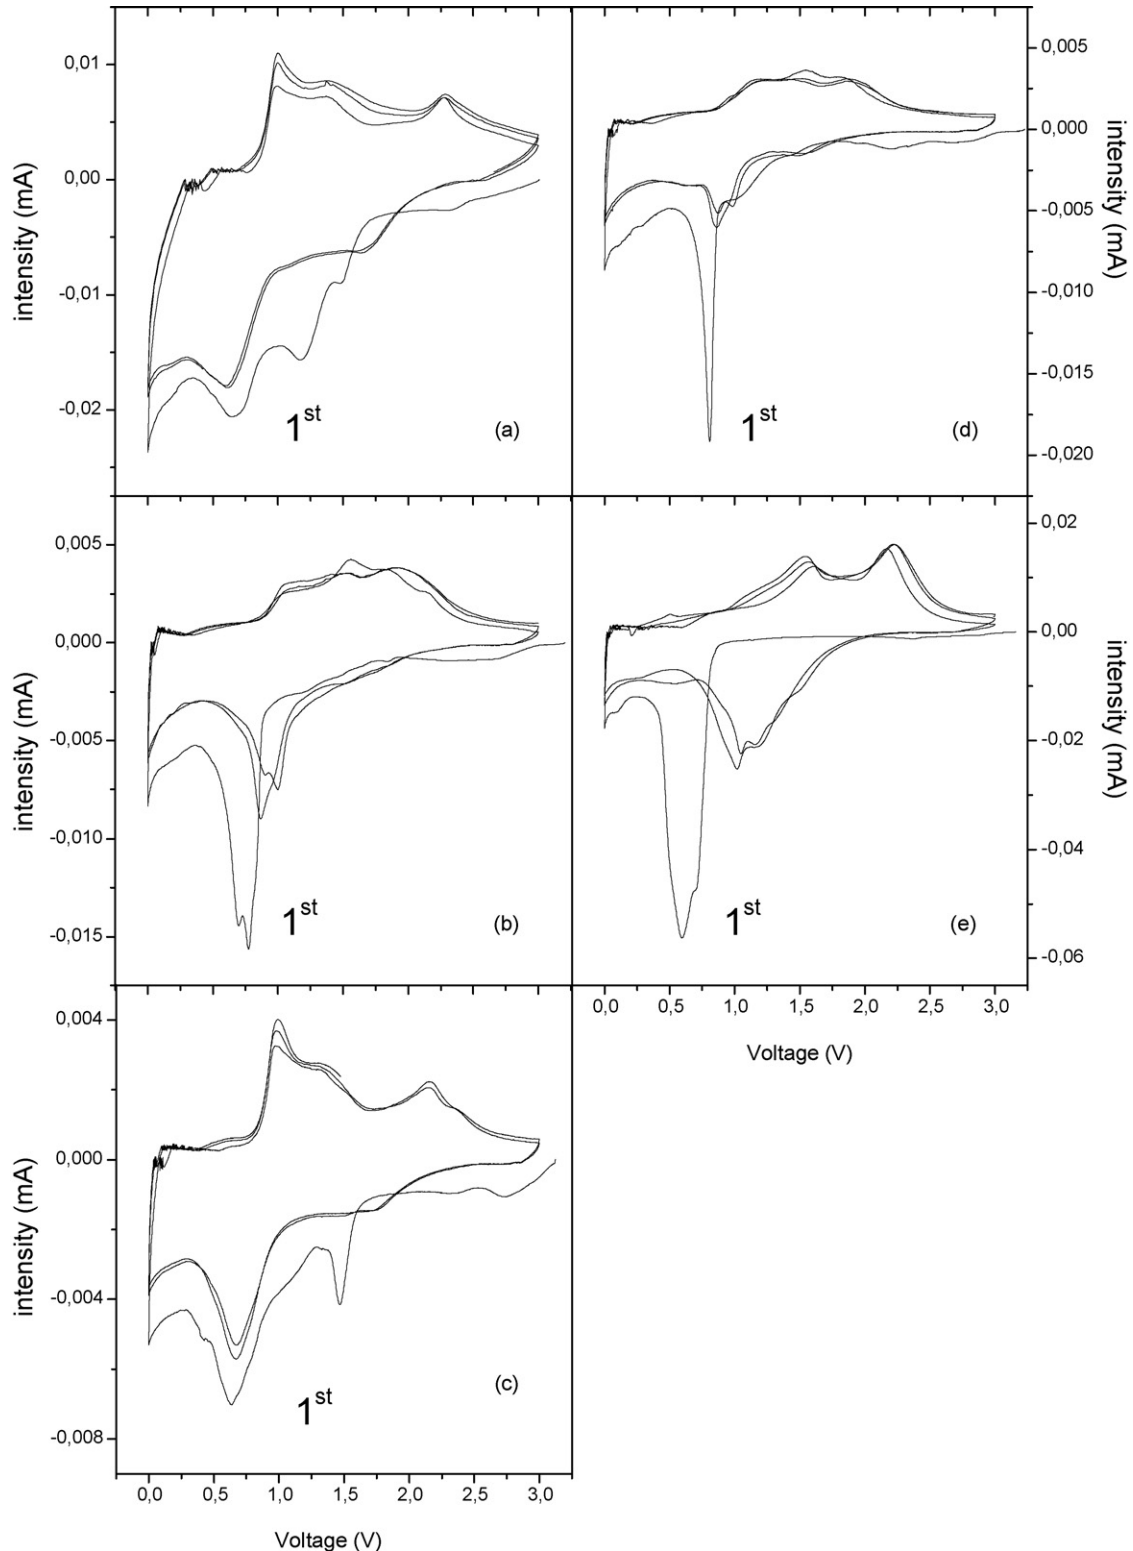 0,01
0,00
-0,01
-0,02
intensity (mA)
1st
(a)
0,005
0,000
-0,005
-0,010
-0,015
-0,020
intensity (mA)
1st
(d)
0,005
0,000
-0,005
-0,010
-0,015
intensity (mA)
1st
(b)
0,02
0,00
-0,02
-0,04
-0,06
intensity (mA)
1st
(e)
0,0 0,5 1,0 1,5 2,0 2,5 3,0
Voltage (V)
0,004
0,000
-0,004
-0,008
intensity (mA)
1st
(c)
0,0 0,5 1,0 1,5 2,0 2,5 3,0
Voltage (V)